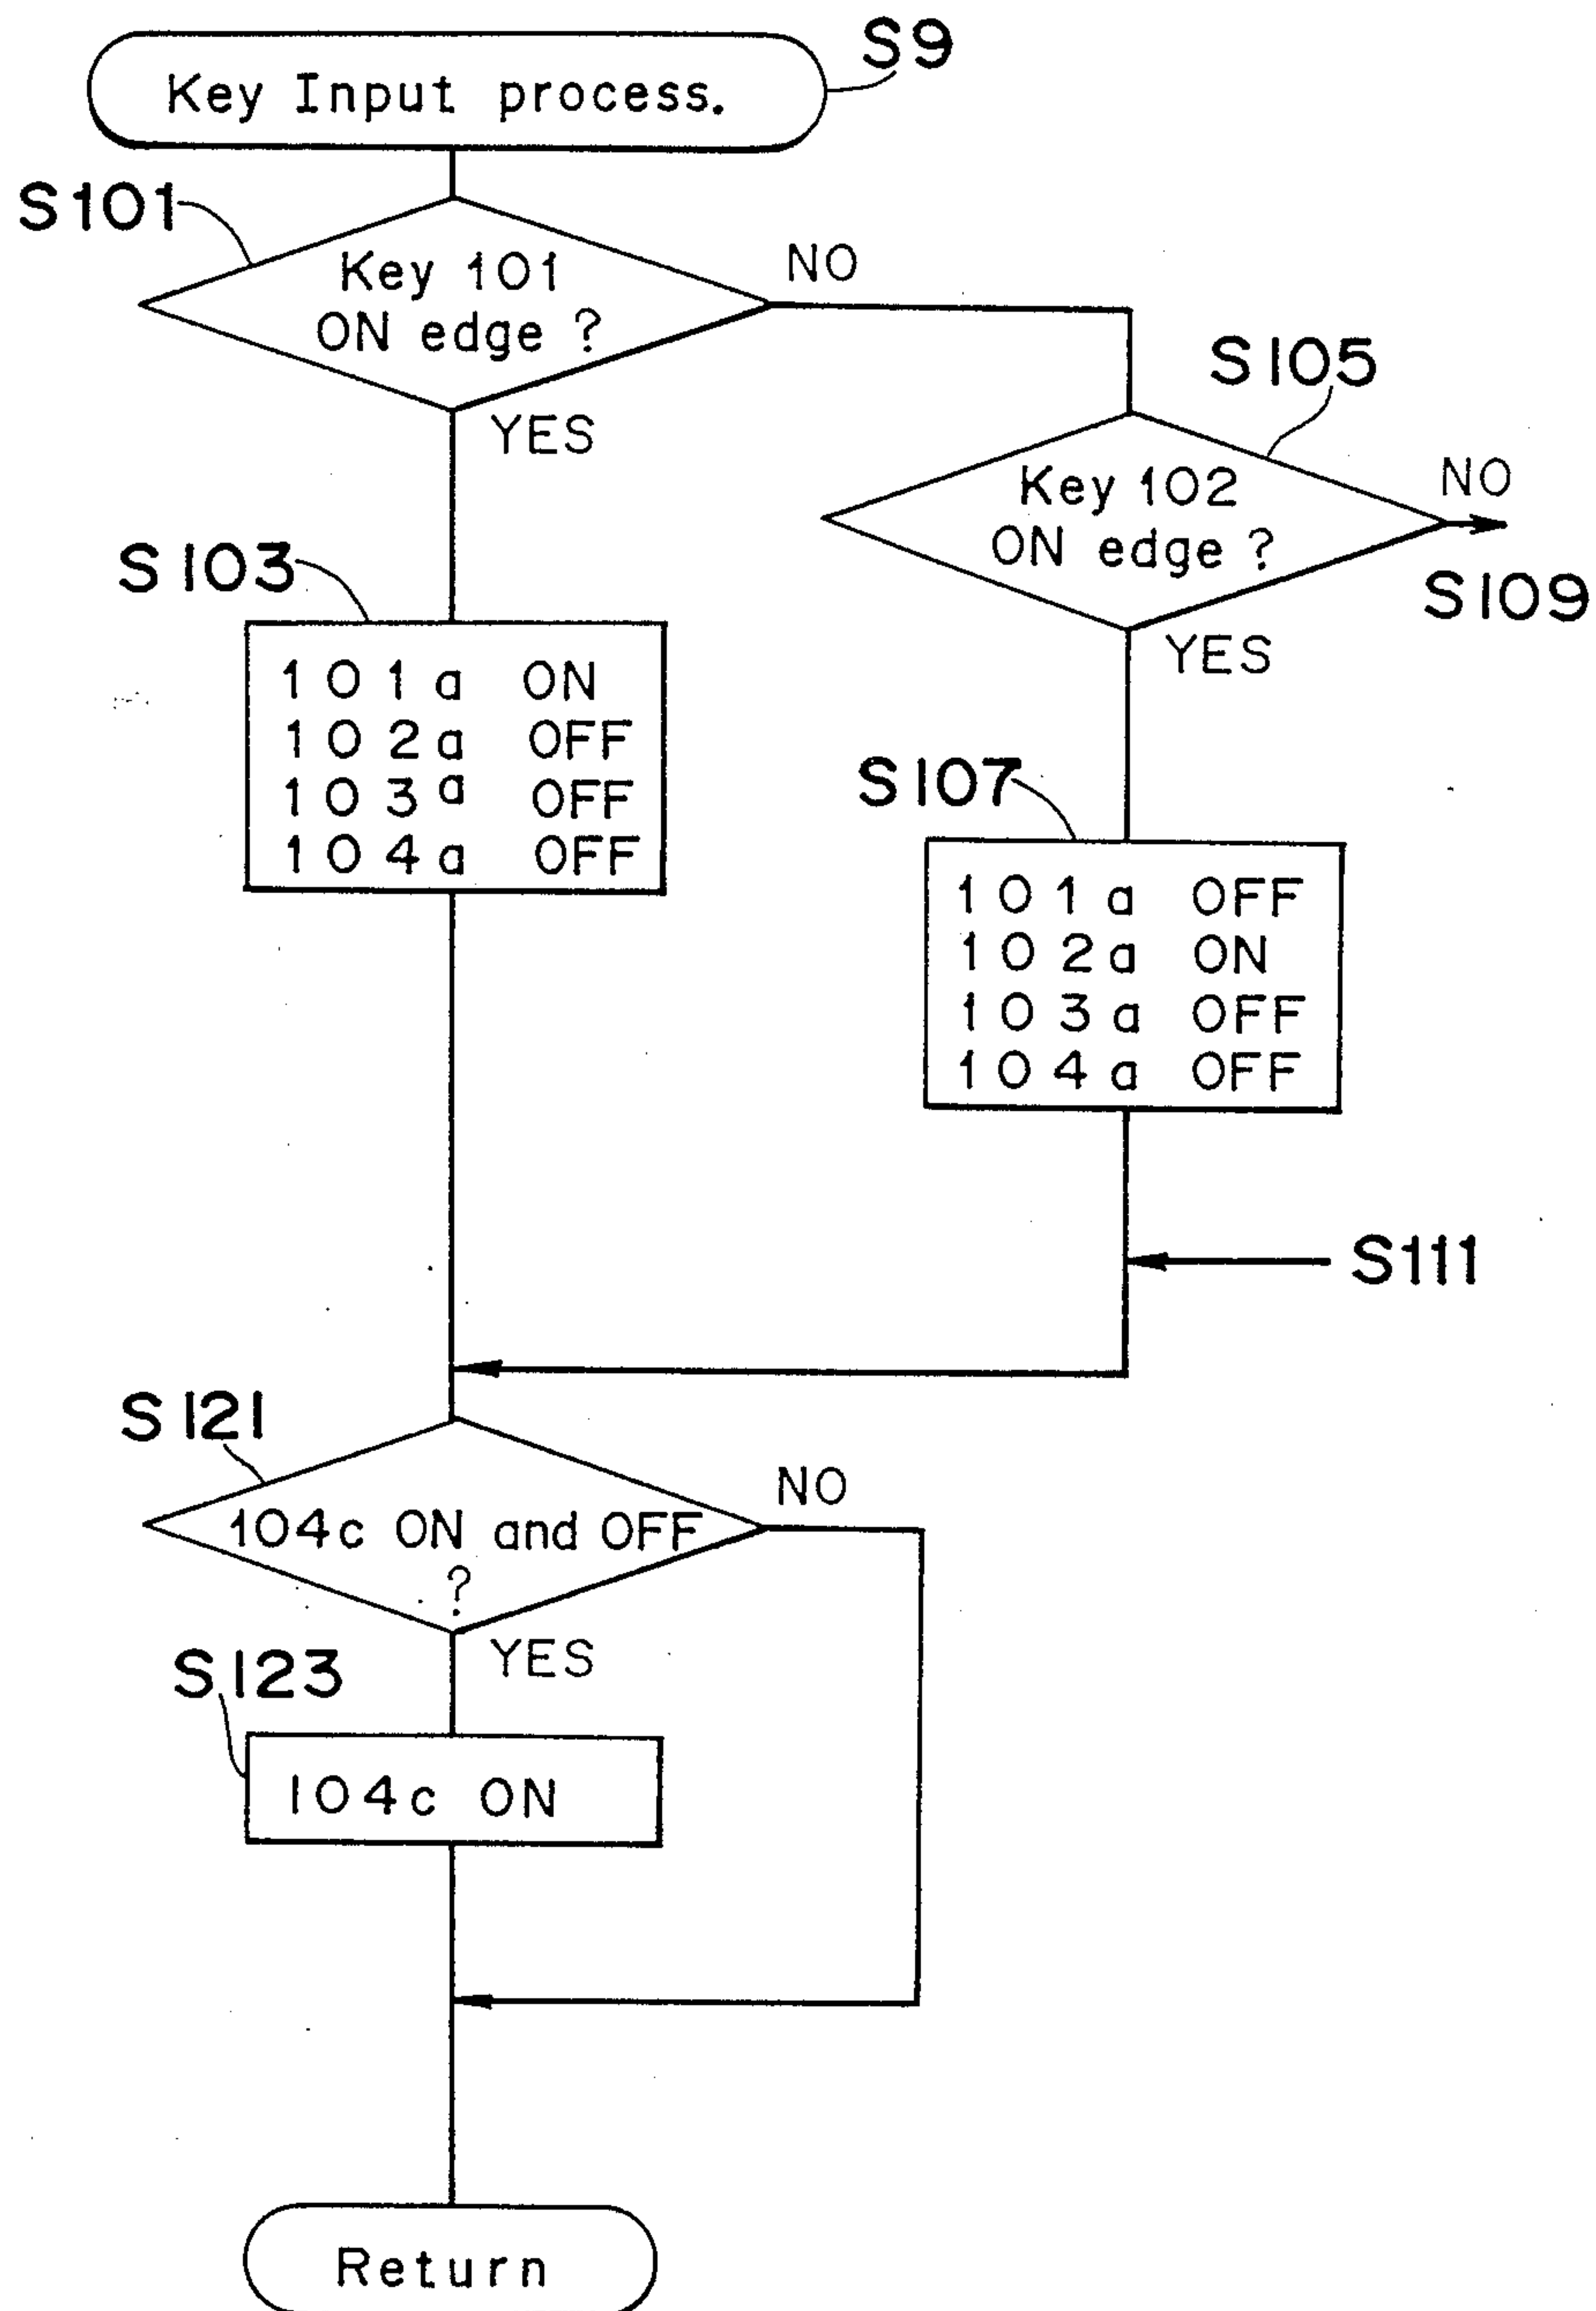 S9
Key Input process.
S101
Key 101
ON edge ?
NO
YES
S105
Key 102
ON edge ?
NO
S109
YES
S103
101a ON
102a OFF
103a OFF
104a OFF
S107
101a OFF
102a ON
103a OFF
104a OFF
S111
S121
104c ON and OFF
?
NO
YES
S123
104c ON
Return